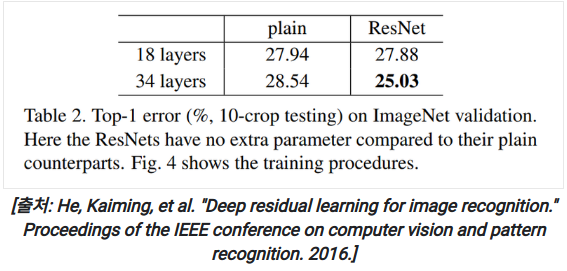 plain ResNet
18 layers 27.94 27.88
34 layers 28.54 25.03
Table 2. Top-1 error (%, 10-crop testing) on ImageNet validation.
Here the ResNets have no extra parameter compared to their plain
counterparts. Fig. 4 shows the training procedures.
[출처: He, Kaiming, et al. "Deep residual learning for image recognition."
Proceedings of the IEEE conference on computer vision and pattern
recognition. 2016.]